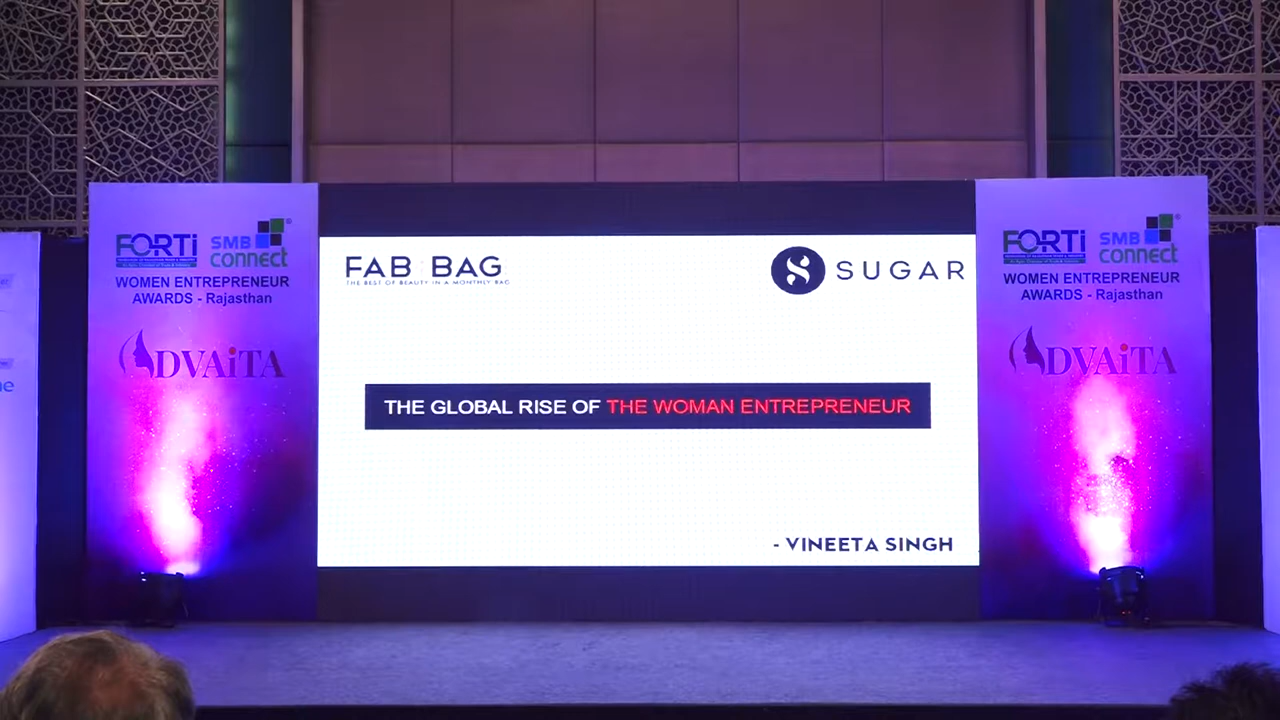 FORTi
SMB
connect
WOMEN ENTREPRENEUR
AWARDS - Rajasthan
ADVAiTA
FAB BAG
THE BEST OF BEAUTY IN A MONTHLY BAG
SUGAR
THE GLOBAL RISE OF THE WOMAN ENTREPRENEUR
- VINEETA SINGH
FORTi
SMB
connect
WOMEN ENTREPRENEUR
AWARDS - Rajasthan
ADVAiTA